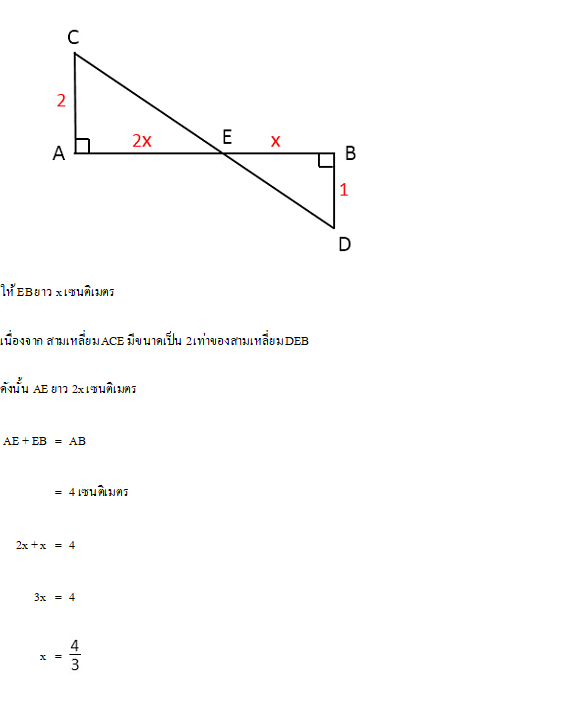 C
2
2x
E
x
A
B
1
D
ให้ EB ยาว x เซนติเมตร
เนื่องจาก สามเหลี่ยม ACE มีขนาดเป็น 2 เท่าของสามเหลี่ยม DEB
ดังนั้น AE ยาว 2x เซนติเมตร
AE + EB = AB
= 4 เซนติเมตร
2x + x = 4
3x = 4
x = 4/3